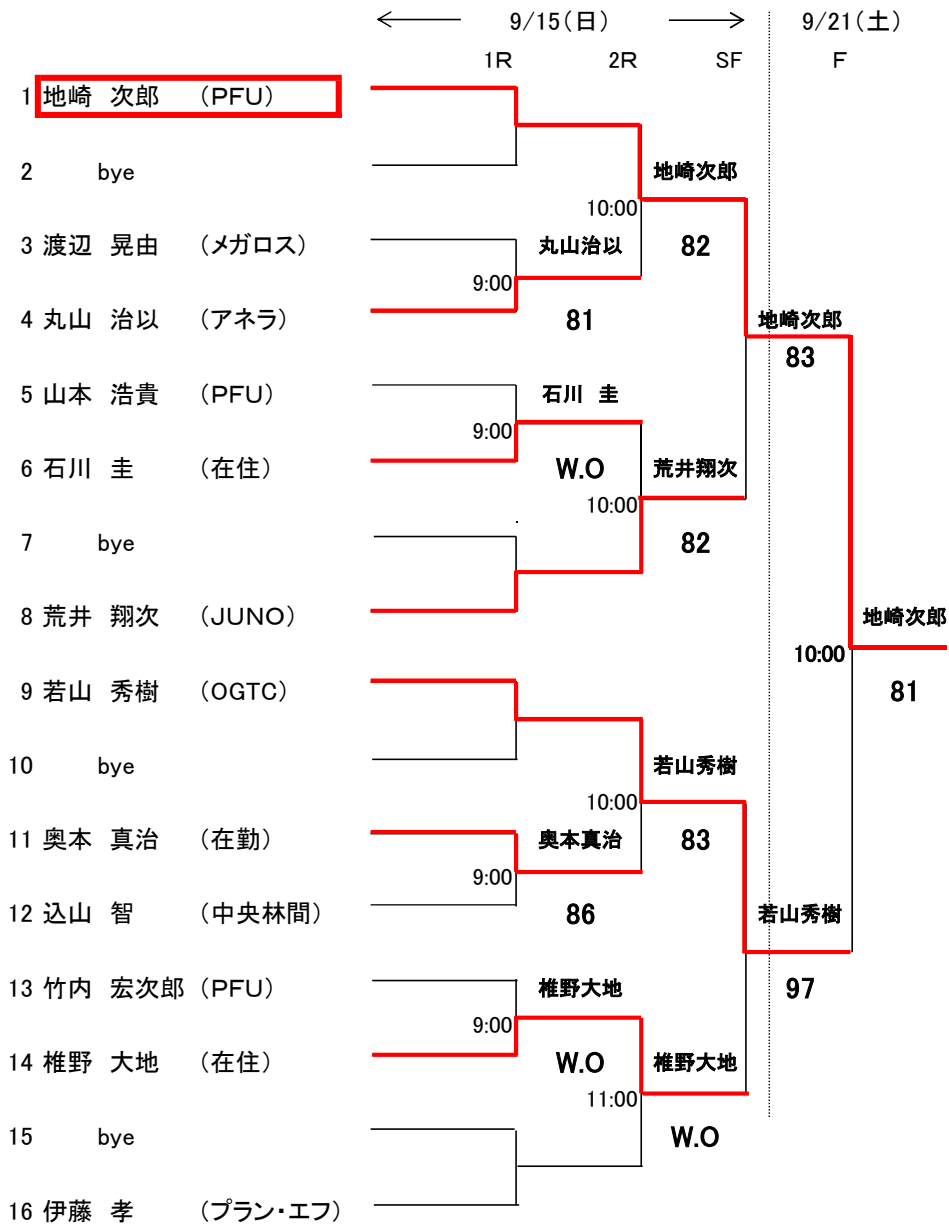 9/15(日) 9/21(土)
1R 2R SF F
1 地崎 次郎 (PFU)
2 bye 地崎次郎
10:00
3 渡辺 晃由 (メガロス) 丸山治以 82
9:00
4 丸山 治以 (アネラ) 81 地崎次郎
83
5 山本 浩貴 (PFU) 石川 圭
9:00
6 石川 圭 (在住) W.O 荒井翔次
10:00
7 bye 82
8 荒井 翔次 (JUNO) 地崎次郎
10:00
9 若山 秀樹 (OGTC) 81
10 bye 若山秀樹
10:00
11 奥本 真治 (在勤) 奥本真治 83
9:00
12 込山 智 (中央林間) 86 若山秀樹
13 竹内 宏次郎 (PFU) 椎野大地 97
9:00
14 椎野 大地 (在住) W.O 椎野大地
11:00
15 bye W.O
16 伊藤 孝 (プラン・エフ)